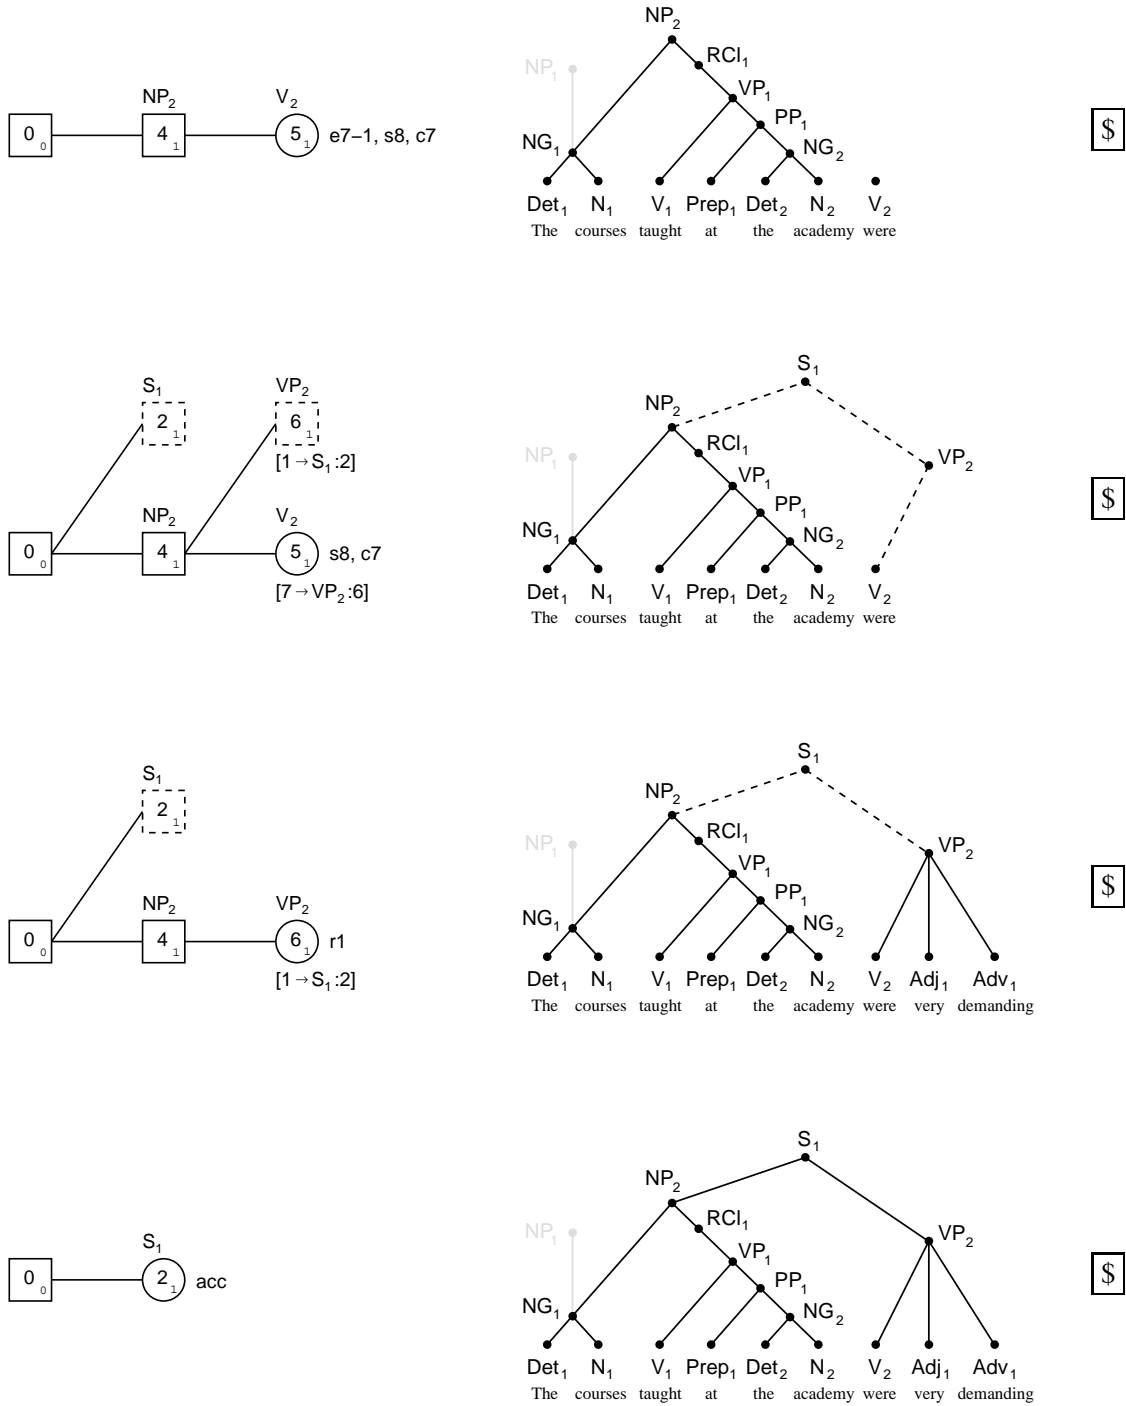 NP2
NP1 RCl1
NP2 V2 VP1
0 0 4 1 5 1 e7−1, s8, c7 PP1 $
NG1 NG2
Det1 N1 V1 Prep1 Det2 N2 V2
The courses taught at the academy were
S1
S1 VP2 NP2
2 1 6 1 RCl1
[1→S1:2] NP1 VP2
VP1
NP2 V2 PP1 $
0 0 4 1 5 1 s8, c7 NG1 NG2
[7→VP2:6] Det1 N1 V1 Prep1 Det2 N2 V2
The courses taught at the academy were
S1
S1 NP2
2 1 RCl1
NP1 VP2
VP1
NP2 VP2 PP1 $
0 0 4 1 6 1 r1 NG1 NG2
[1→S1:2] Det1 N1 V1 Prep1 Det2 N2 V2 Adj1 Adv1
The courses taught at the academy were very demanding
S1
NP2
RCl1
NP1 VP2
S1 VP1
0 0 2 1 acc PP1 $
NG1 NG2
Det1 N1 V1 Prep1 Det2 N2 V2 Adj1 Adv1
The courses taught at the academy were very demanding